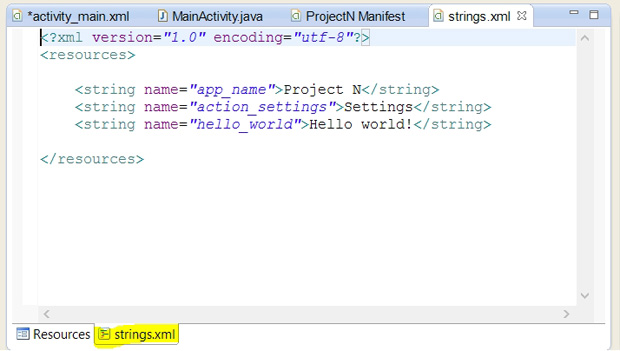 *activity_main.xml MainActivity.java ProjectN Manifest strings.xml
<?xml version="1.0" encoding="utf-8"?>
<resources>
<string name="app_name">Project N</string>
<string name="action_settings">Settings</string>
<string name="hello_world">Hello world!</string>
</resources>
Resources strings.xml